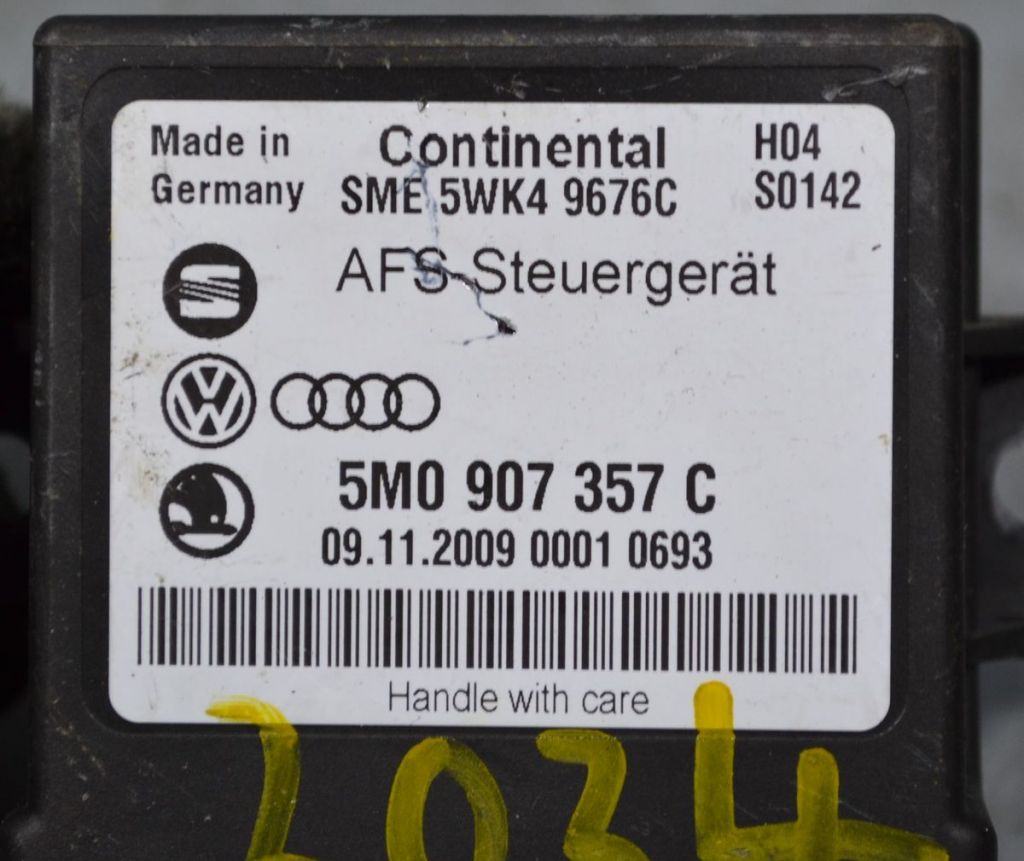 Made in
Germany
Continental
SME 5WK4 9676C
H04
S0142
AFS-Steuergerät
5M0 907 357 C
09.11.2009 0001 0693
Handle with care
2034